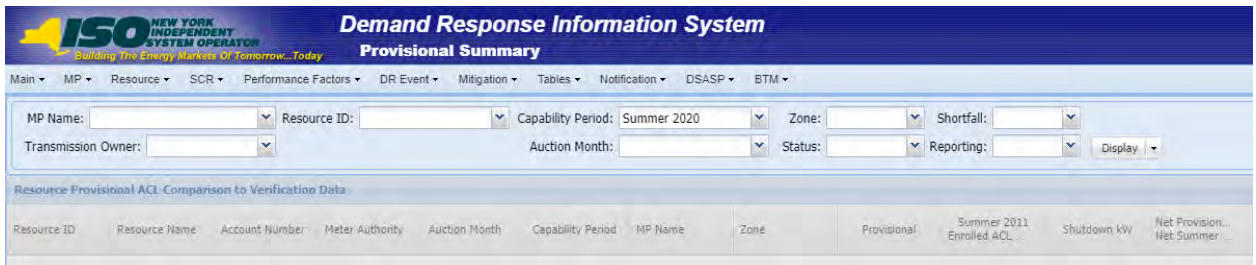 NEW YORK
INDEPENDENT
SYSTEM OPERATOR
ISO
Building The Energy Markets Of Tomorrow...Today
Demand Response Information System
Provisional Summary
Main MP Resource SCR Performance Factors DR Event Mitigation Tables Notification DSASP BTM
MP Name: Resource ID: Capability Period: Summer 2020 Zone: Shortfall:
Transmission Owner: Auction Month: Status: Reporting: Display
Resource Provisional ACL Comparison to Verification Data
Resource ID Resource Name Account Number Meter Authority Auction Month Capability Period MP Name Zone Provisional Summer 2011 Shutdown kW Net Provision...
Enrolled ACL ... Net Summer ...